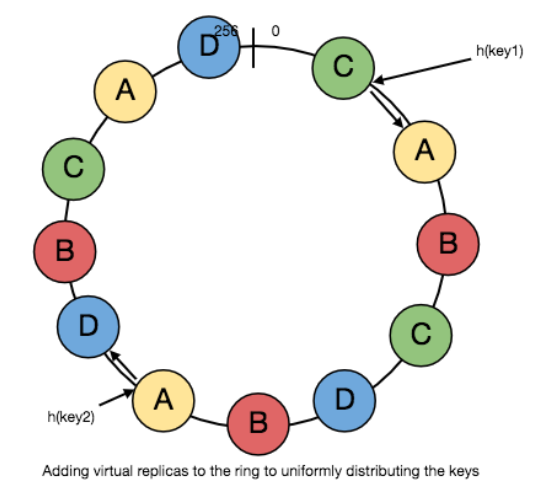 256 0
C
h(key1)
A
B
C
D
B
A
h(key2)
D
B
C
A
D
Adding virtual replicas to the ring to uniformly distributing the keys